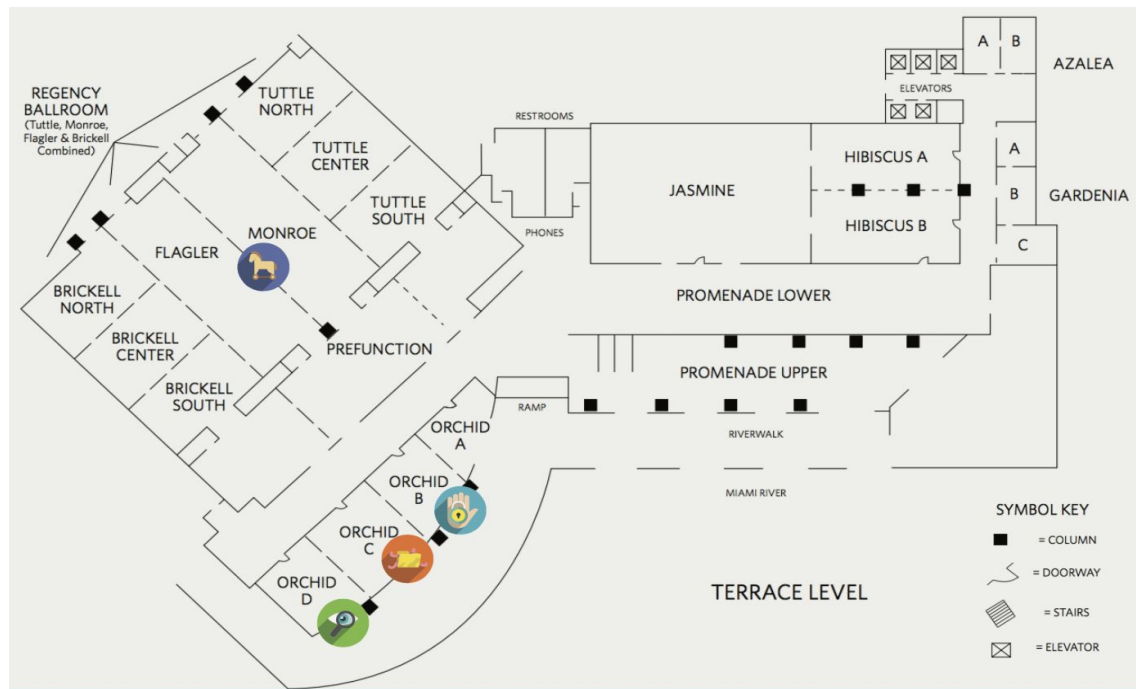 REGENCY
BALLROOM
(Tuttle, Monroe,
Flagler & Brickell
Combined)
TUTTLE
NORTH
TUTTLE
CENTER
TUTTLE
SOUTH
MONROE
FLAGLER
BRICKELL
NORTH
BRICKELL
CENTER
BRICKELL
SOUTH
PREFUNCTION
RESTROOMS
PHONES
JASMINE
HIBISCUS A
HIBISCUS B
ELEVATORS
A
B
AZALEA
A
B
GARDENIA
C
PROMENADE LOWER
PROMENADE UPPER
RAMP
RIVERWALK
MIAMI RIVER
ORCHID
A
ORCHID
B
ORCHID
C
ORCHID
D
TERRACE LEVEL
SYMBOL KEY
= COLUMN
= DOORWAY
= STAIRS
= ELEVATOR